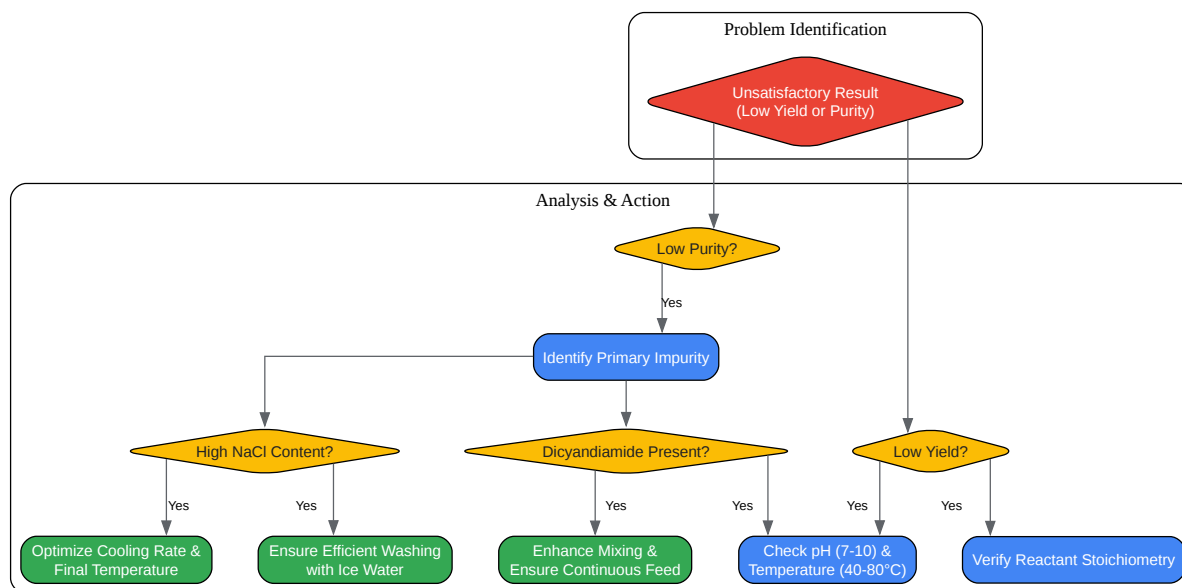 Problem Identification
Unsatisfactory Result
(Low Yield or Purity)
Analysis & Action
Low Purity?
Yes
Identify Primary Impurity
High NaCl Content?
Dicyandiamide Present?
Low Yield?
Yes
Yes
Yes
Yes
Yes
Yes
Optimize Cooling Rate &
Final Temperature
Ensure Efficient Washing
with Ice Water
Enhance Mixing &
Ensure Continuous Feed
Check pH (7-10) &
Temperature (40-80°C)
Verify Reactant Stoichiometry